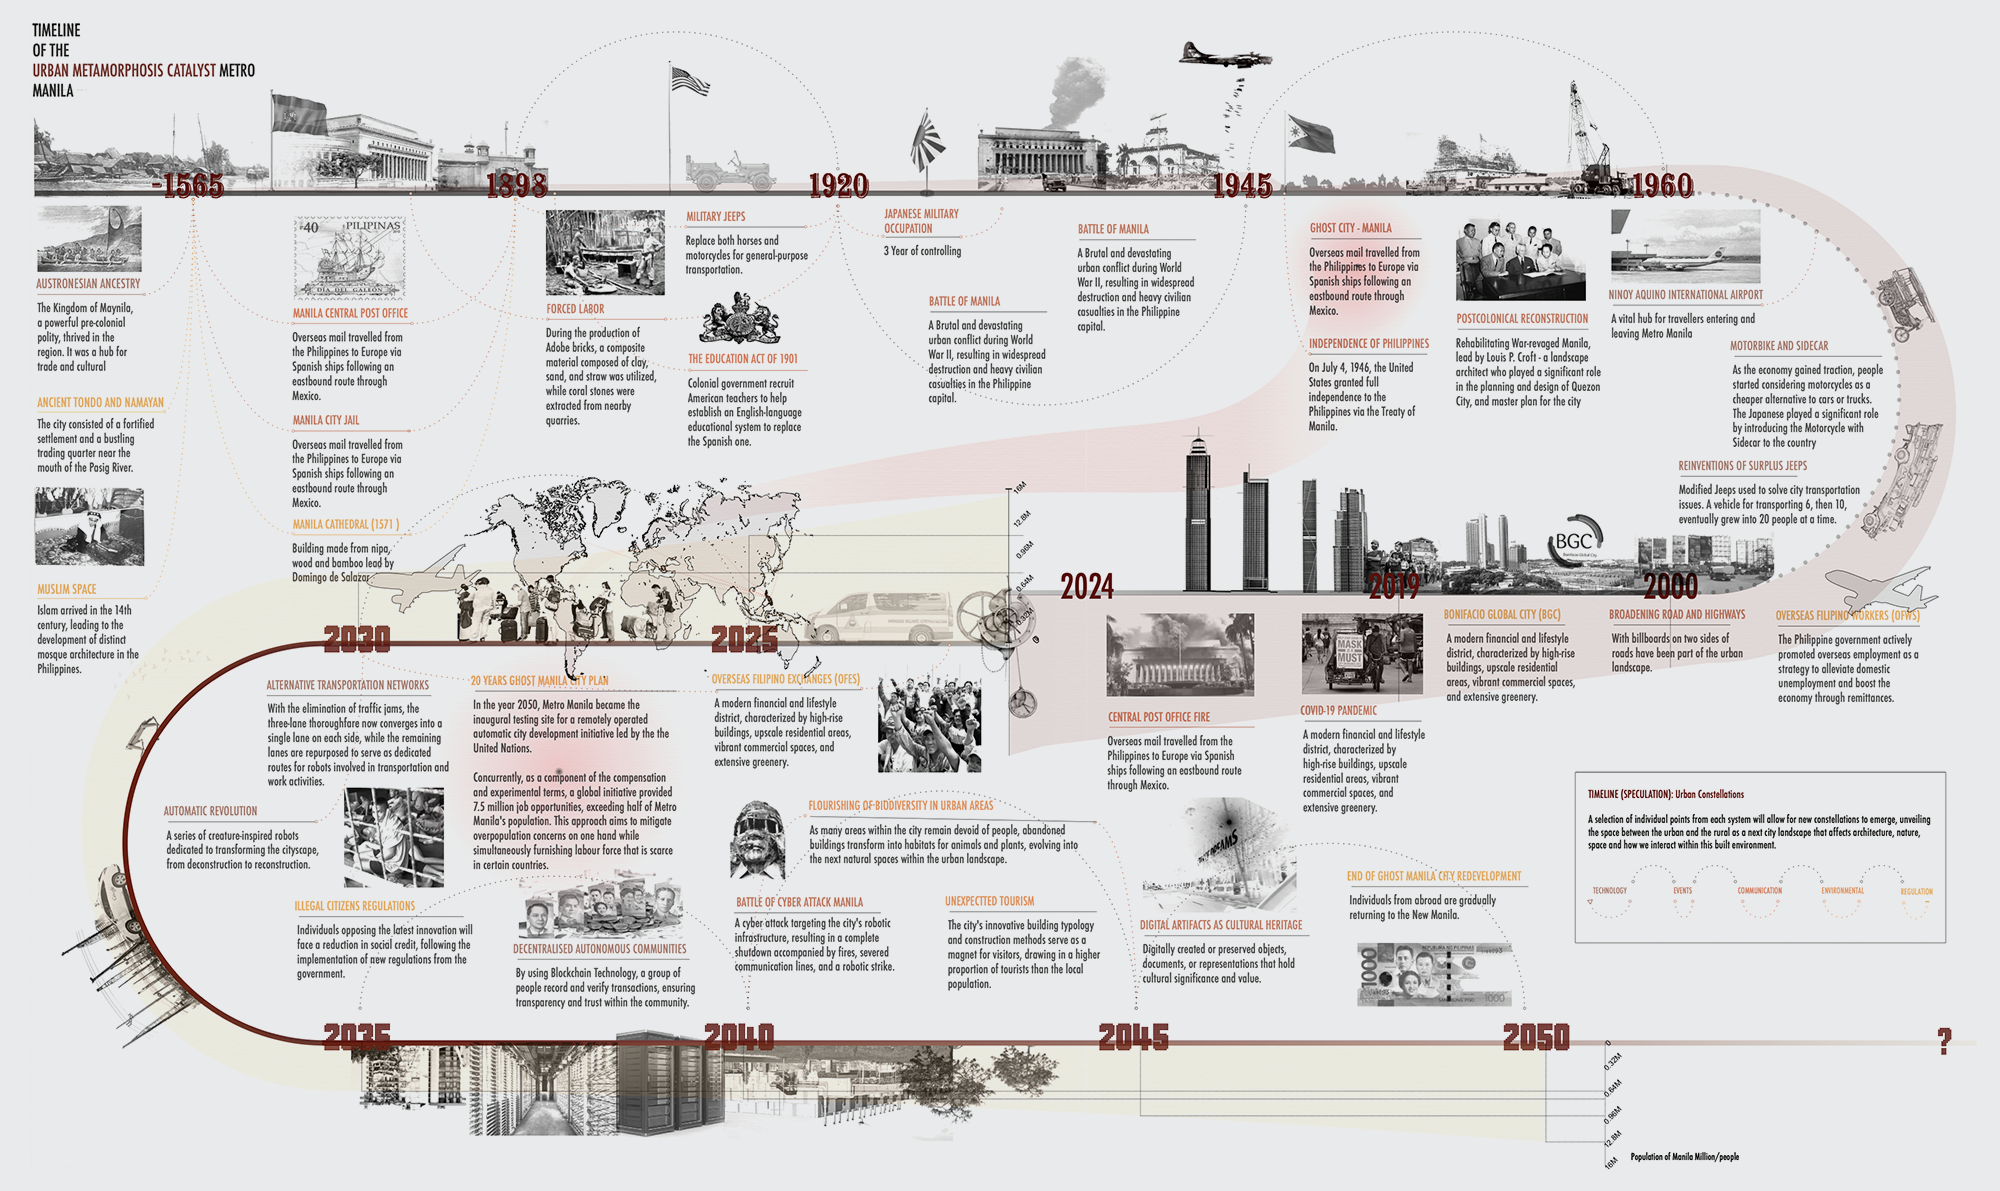 TIMELINE
OF THE
URBAN METAMORPHOSIS CATALYST METRO
MANILA
-1565
1898
1920
1945
1960
AUSTRONESIAN ANCESTRY
The Kingdom of Maynila,
a powerful pre-colonial
polity, thrived in the
region. It was a hub for
trade and cultural
ANCIENT TONDO AND NAMAYAN
The city consisted of a fortified
settlement and a bustling
trading quarter near the
mouth of the Pasig River.
MUSLIM SPACE
Islam arrived in the 14th
century, leading to the
development of distinct
mosque architecture in the
Philippines.
40 PILIPINAS
DIA DEL GALEON
MANILA CENTRAL POST OFFICE
Overseas mail travelled from
the Philippines to Europe via
Spanish ships following an
eastbound route through
Mexico.
MANILA CITY JAIL
Overseas mail travelled from
the Philippines to Europe via
Spanish ships following an
eastbound route through
Mexico.
MANILA CATHEDRAL (1571 )
Building made from nipa,
wood and bamboo lead by
Domingo de Salazar
FORCED LABOR
During the production of
Adobe bricks, a composite
material composed of clay,
sand, and straw was utilized,
while coral stones were
extracted from nearby
quarries.
MILITARY JEEPS
Replace both horses and
motorcycles for general-purpose
transportation.
THE EDUCATION ACT OF 1901
Colonial government recruit
American teachers to help
establish an English-language
educational system to replace
the Spanish one.
JAPANESE MILITARY
OCCUPATION
3 Year of controlling
BATTLE OF MANILA
A Brutal and devastating
urban conflict during World
War II, resulting in widespread
destruction and heavy civilian
casualties in the Philippine
capital.
BATTLE OF MANILA
A Brutal and devastating
urban conflict during World
War II, resulting in widespread
destruction and heavy civilian
casualties in the Philippine
capital.
GHOST CITY - MANILA
Overseas mail travelled from
the Philippines to Europe via
Spanish ships following an
eastbound route through
Mexico.
INDEPENDENCE OF PHILIPPINES
On July 4, 1946, the United
States granted full
independence to the
Philippines via the Treaty of
Manila.
POSTCOLONICAL RECONSTRUCTION
Rehabilitating War-revaged Manila,
lead by Louis P. Croft - a landscape
architect who played a significant role
in the planning and design of Quezon
City, and master plan for the city
NINOY AQUINO INTERNATIONAL AIRPORT
A vital hub for travellers entering and
leaving Metro Manila
MOTORBIKE AND SIDECAR
As the economy gained traction, people
started considering motorcycles as a
cheaper alternative to cars or trucks.
The Japanese played a significant role
by introducing the Motorcycle with
Sidecar to the country
REINVENTIONS OF SURPLUS JEEPS
Modified Jeeps used to solve city transportation
issues. A vehicle for transporting 6, then 10,
eventually grew into 20 people at a time.
BGC
Bonifacio Global City
16M
12.8M
0.96M
0.64M
0.32M
0
2024
2019
2000
OVERSEAS FILIPINO WORKERS (OFWS)
The Philippine government actively
promoted overseas employment as a
strategy to alleviate domestic
unemployment and boost the
economy through remittances.
BROADENING ROAD AND HIGHWAYS
With billboards on two sides of
roads have been part of the urban
landscape.
BONIFACIO GLOBAL CITY (BGC)
A modern financial and lifestyle
district, characterized by high-rise
buildings, upscale residential
areas, vibrant commercial spaces,
and extensive greenery.
MASK
MUST
COVID-19 PANDEMIC
A modern financial and lifestyle
district, characterized by
high-rise buildings, upscale
residential areas, vibrant
commercial spaces, and
extensive greenery.
CENTRAL POST OFFICE FIRE
Overseas mail travelled from the
Philippines to Europe via Spanish
ships following an eastbound route
through Mexico.
2030
2025
OVERSEAS FILIPINO EXCHANGES (OFES)
A modern financial and lifestyle
district, characterized by high-rise
buildings, upscale residential areas,
vibrant commercial spaces, and
extensive greenery.
20 YEARS GHOST MANILA CITY PLAN
In the year 2050, Metro Manila became the
inaugural testing site for a remotely operated
automatic city development initiative led by the the
United Nations.
Concurrently, as a component of the compensation
and experimental terms, a global initiative provided
7.5 million job opportunities, exceeding half of Metro
Manila's population. This approach aims to mitigate
overpopulation concerns on one hand while
simultaneously furnishing labour force that is scarce
in certain countries.
ALTERNATIVE TRANSPORTATION NETWORKS
With the elimination of traffic jams, the
three-lane thoroughfare now converges into a
single lane on each side, while the remaining
lanes are repurposed to serve as dedicated
routes for robots involved in transportation and
work activities.
AUTOMATIC REVOLUTION
A series of creature-inspired robots
dedicated to transforming the cityscape,
from deconstruction to reconstruction.
ILLEGAL CITIZENS REGULATIONS
Individuals opposing the latest innovation will
face a reduction in social credit, following the
implementation of new regulations from the
government.
DECENTRALISED AUTONOMOUS COMMUNITIES
By using Blockchain Technology, a group of
people record and verify transactions, ensuring
transparency and trust within the community.
FLOURISHING OF BIODIVERSITY IN URBAN AREAS
As many areas within the city remain devoid of people, abandoned
buildings transform into habitats for animals and plants, evolving into
the next natural spaces within the urban landscape.
BATTLE OF CYBER ATTACK MANILA
A cyber attack targeting the city's robotic
infrastructure, resulting in a complete
shutdown accompanied by fires, severed
communication lines, and a robotic strike.
UNEXPECTTED TOURISM
The city's innovative building typology
and construction methods serve as a
magnet for visitors, drawing in a higher
proportion of tourists than the local
population.
DREAMS
DIGITAL ARTIFACTS AS CULTURAL HERITAGE
Digitally created or preserved objects,
documents, or representations that hold
cultural significance and value.
END OF GHOST MANILA CITY REDEVELOPMENT
Individuals from abroad are gradually
returning to the New Manila.
REPUBLIKA NG PILIPINAS
1000
1000
TIMELINE (SPECULATION): Urban Constellations
A selection of individual points from each system will allow for new constellations to emerge, unveiling
the space between the urban and the rural as a next city landscape that affects architecture, nature,
space and how we interact within this built environment.
TECHNOLOGY
EVENTS
COMMUNICATION
ENVIRONMENTAL
REGULATION
2035
2040
2045
2050
?
0
0.32M
0.64M
0.96M
12.8M
16M
Population of Manila Million/people